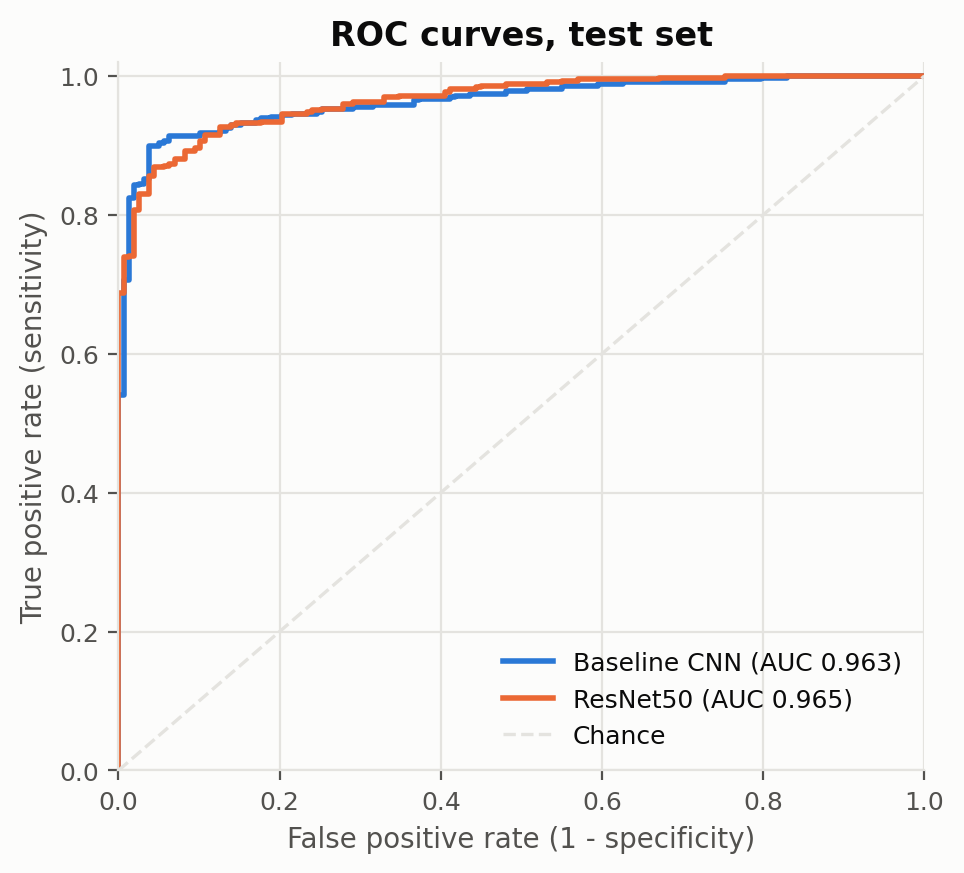 ROC curves, test set
True positive rate (sensitivity)
1.0
0.8
0.6
0.4
0.2
0.0
Baseline CNN (AUC 0.963)
ResNet50 (AUC 0.965)
Chance
0.0 0.2 0.4 0.6 0.8 1.0
False positive rate (1 - specificity)